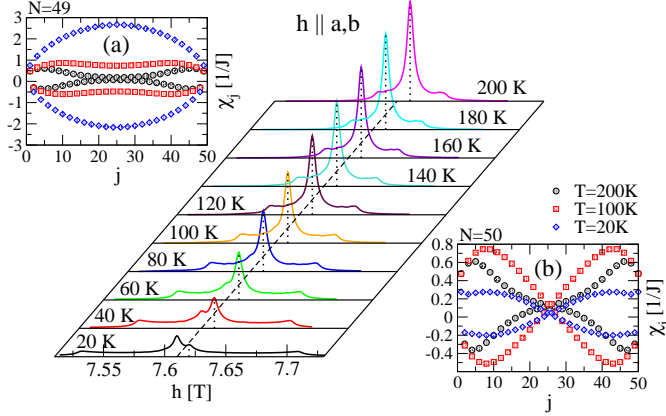 N=49
(a)
3
2
1
0
-1
-2
-3
0 10 20 30 40 50
j
χj [1/J]
h || a,b
200 K
180 K
160 K
140 K
120 K
100 K
80 K
60 K
40 K
20 K
7.55 7.6 7.65 7.7
h [T]
T=200K
T=100K
T=20K
N=50
(b)
0.8
0.6
0.4
0.2
0
-0.2
-0.4
0 10 20 30 40 50
j
χj [1/J]